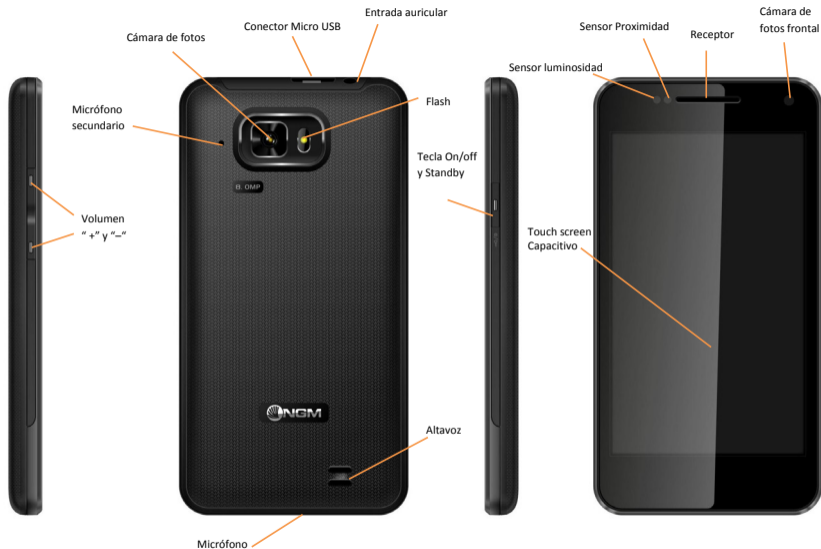 Entrada auricular
Conector Micro USB
Cámara de fotos
Cámara de
fotos frontal
Sensor Proximidad
Receptor
Sensor luminosidad
Micrófono
secundario
Flash
Tecla On/off
y Standby
8. 0MP
Volumen
“ +” y “–“
Touch screen
Capacitivo
NGM
Altavoz
Micrófono